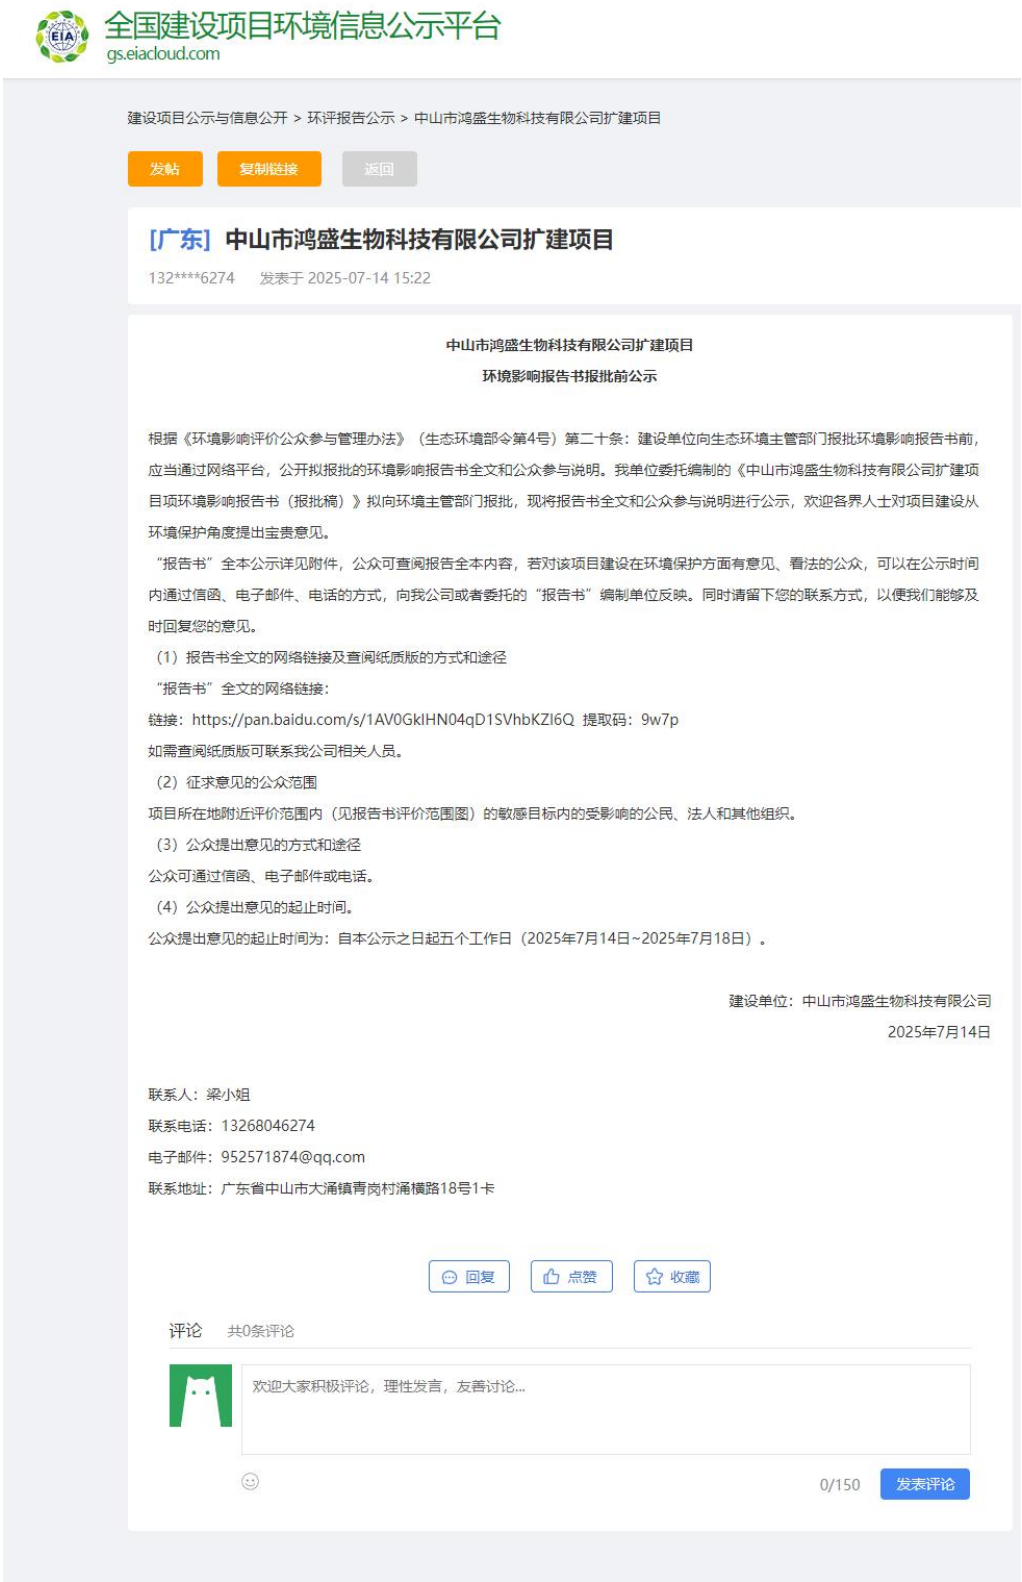 EIA
全国建设项目环境信息公示平台
gs.eiacloud.com
建设项目公示与信息公开 > 环评报告公示 > 中山市鸿盛生物科技有限公司扩建项目
发帖 复制链接 返回
[广东] 中山市鸿盛生物科技有限公司扩建项目
132****6274 发表于 2025-07-14 15:22
中山市鸿盛生物科技有限公司扩建项目
环境影响报告书报批前公示
根据《环境影响评价公众参与管理办法》（生态环境部令第4号）第二十条：建设单位向生态环境主管部门报批环境影响报告书前，
应当通过网络平台，公开拟报批的环境影响报告书全文和公众参与说明。我单位委托编制的《中山市鸿盛生物科技有限公司扩建项
目项环境影响报告书（报批稿）》拟向环境主管部门报批，现将报告书全文和公众参与说明进行公示，欢迎各界人士对项目建设从
环境保护角度提出宝贵意见。
“报告书”全本公示详见附件，公众可查阅报告全本内容，若对该项目建设在环境保护方面有意见、看法的公众，可以在公示时间
内通过信函、电子邮件、电话的方式，向我公司或者委托的“报告书”编制单位反映。同时请留下您的联系方式，以便我们能够及
时回复您的意见。
（1）报告书全文的网络链接及查阅纸质版的方式和途径
“报告书”全文的网络链接：
链接：https://pan.baidu.com/s/1AV0GklHN04qD1SVhbKZl6Q 提取码：9w7p
如需查阅纸质版可联系我公司相关人员。
（2）征求意见的公众范围
项目所在地附近评价范围内（见报告书评价范围图）的敏感目标内的受影响的公民、法人和其他组织。
（3）公众提出意见的方式和途径
公众可通过信函、电子邮件或电话。
（4）公众提出意见的起止时间。
公众提出意见的起止时间为：自本公示之日起五个工作日（2025年7月14日~2025年7月18日）。
建设单位：中山市鸿盛生物科技有限公司
2025年7月14日
联系人：梁小姐
联系电话：13268046274
电子邮件：952571874@qq.com
联系地址：广东省中山市大涌镇青岗村涌横路18号1卡
回复 点赞 收藏
评论 共0条评论
欢迎大家积极评论，理性发言，友善讨论...
0/150 发表评论